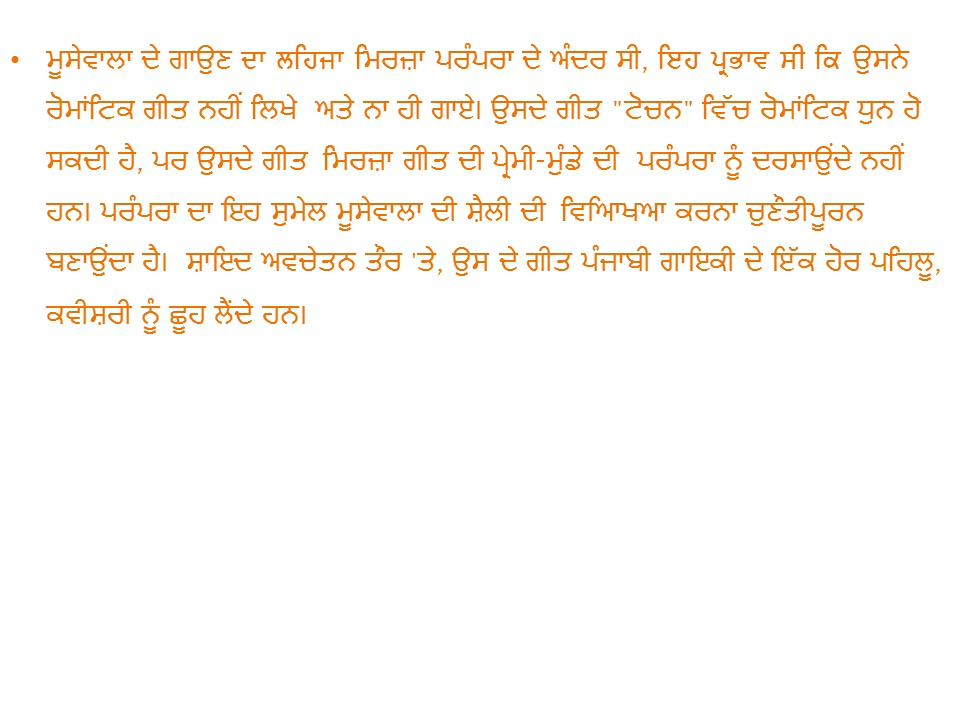 • ਮੂਸੇਵਾਲਾ ਦੇ ਗਾਉਣ ਦਾ ਲਹਿਜਾ ਮਿਰਜ਼ਾ ਪਰੰਪਰਾ ਦੇ ਅੰਦਰ ਸੀ, ਇਹ ਪ੍ਰਭਾਵ ਸੀ ਕਿ ਉਸਨੇ
ਰੋਮਾਂਟਿਕ ਗੀਤ ਨਹੀਂ ਲਿਖੇ ਅਤੇ ਨਾ ਹੀ ਗਾਏ। ਉਸਦੇ ਗੀਤ "ਟੋਚਨ" ਵਿੱਚ ਰੋਮਾਂਟਿਕ ਧੁਨ ਹੋ
ਸਕਦੀ ਹੈ, ਪਰ ਉਸਦੇ ਗੀਤ ਮਿਰਜ਼ਾ ਗੀਤ ਦੀ ਪ੍ਰੇਮੀ-ਮੁੰਡੇ ਦੀ ਪਰੰਪਰਾ ਨੂੰ ਦਰਸਾਉਂਦੇ ਨਹੀਂ
ਹਨ। ਪਰੰਪਰਾ ਦਾ ਇਹ ਸੁਮੇਲ ਮੂਸੇਵਾਲਾ ਦੀ ਸ਼ੈਲੀ ਦੀ ਵਿਆਿਖਆ ਕਰਨਾ ਚੁਣੌਤੀਪੂਰਨ
ਬਣਾਉਂਦਾ ਹੈ। ਸ਼ਾਇਦ ਅਵਚੇਤਨ ਤੌਰ 'ਤੇ, ਉਸ ਦੇ ਗੀਤ ਪੰਜਾਬੀ ਗਾਇਕੀ ਦੇ ਇੱਕ ਹੋਰ ਪਹਿਲੂ,
ਕਵੀਸ਼ਰੀ ਨੂੰ ਛੂਹ ਲੈਂਦੇ ਹਨ।